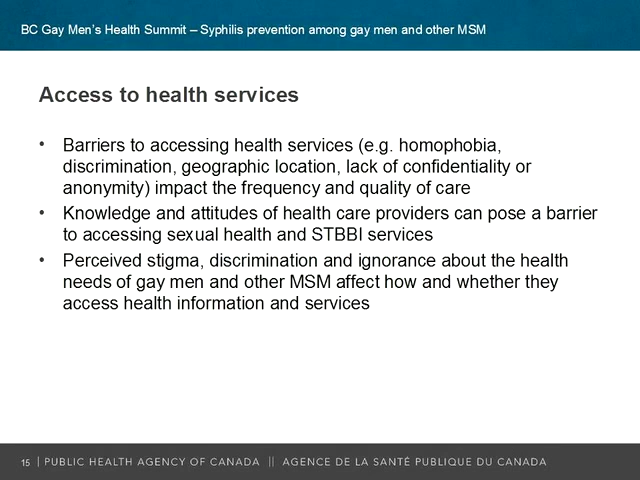 BC Gay Men's Health Summit – Syphilis prevention among gay men and other MSM
Access to health services
• Barriers to accessing health services (e.g. homophobia,
discrimination, geographic location, lack of confidentiality or
anonymity) impact the frequency and quality of care
• Knowledge and attitudes of health care providers can pose a barrier
to accessing sexual health and STBBI services
• Perceived stigma, discrimination and ignorance about the health
needs of gay men and other MSM affect how and whether they
access health information and services
15 | PUBLIC HEALTH AGENCY OF CANADA || AGENCE DE LA SANTÉ PUBLIQUE DU CANADA